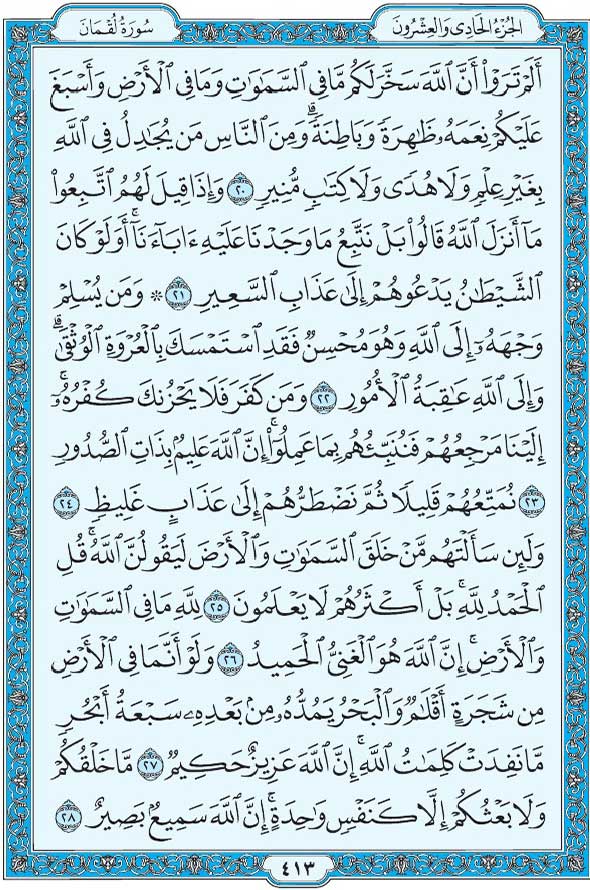 الجُزْءُ الحَادِى وَالعِشْرُونَ
سُورَةُ لُقْمَانَ
أَلَمْ تَرَوْا۟ أَنَّ ٱللَّهَ سَخَّرَ لَكُم مَّا فِى ٱلسَّمَـٰوَٰتِ وَمَا فِى ٱلْأَرْضِ وَأَسْبَغَ
عَلَيْكُمْ نِعَمَهُۥ ظَـٰهِرَةً وَبَاطِنَةً ۗ وَمِنَ ٱلنَّاسِ مَن يُجَـٰدِلُ فِى ٱللَّهِ
بِغَيْرِ عِلْمٍ وَلَا هُدًى وَلَا كِتَـٰبٍ مُّنِيرٍ ٢٠ وَإِذَا قِيلَ لَهُمُ ٱتَّبِعُوا۟
مَآ أَنزَلَ ٱللَّهُ قَالُوا۟ بَلْ نَتَّبِعُ مَا وَجَدْنَا عَلَيْهِ ءَابَآءَنَآ ۚ أَوَلَوْ كَانَ
ٱلشَّيْطَـٰنُ يَدْعُوهُمْ إِلَىٰ عَذَابِ ٱلسَّعِيرِ ٢١ ۞ وَمَن يُسْلِمْ
وَجْهَهُۥٓ إِلَى ٱللَّهِ وَهُوَ مُحْسِنٌ فَقَدِ ٱسْتَمْسَكَ بِٱلْعُرْوَةِ ٱلْوُثْقَىٰ ۗ
وَإِلَى ٱللَّهِ عَـٰقِبَةُ ٱلْأُمُورِ ٢٢ وَمَن كَفَرَ فَلَا يَحْزُنكَ كُفْرُهُۥٓ ۚ
إِلَيْنَا مَرْجِعُهُمْ فَنُنَبِّئُهُم بِمَا عَمِلُوٓا۟ ۚ إِنَّ ٱللَّهَ عَلِيمٌۢ بِذَاتِ ٱلصُّدُورِ
٢٣ نُمَتِّعُهُمْ قَلِيلًا ثُمَّ نَضْطَرُّهُمْ إِلَىٰ عَذَابٍ غَلِيظٍ ٢٤
وَلَئِن سَأَلْتَهُم مَّنْ خَلَقَ ٱلسَّمَـٰوَٰتِ وَٱلْأَرْضَ لَيَقُولُنَّ ٱللَّهُ ۚ قُلِ
ٱلْحَمْدُ لِلَّهِ ۚ بَلْ أَكْثَرُهُمْ لَا يَعْلَمُونَ ٢٥ لِلَّهِ مَا فِى ٱلسَّمَـٰوَٰتِ
وَٱلْأَرْضِ ۚ إِنَّ ٱللَّهَ هُوَ ٱلْغَنِىُّ ٱلْحَمِيدُ ٢٦ وَلَوْ أَنَّمَا فِى ٱلْأَرْضِ
مِن شَجَرَةٍ أَقْلَـٰمٌ وَٱلْبَحْرُ يَمُدُّهُۥ مِنۢ بَعْدِهِۦ سَبْعَةُ أَبْحُرٍ
مَّا نَفِدَتْ كَلِمَـٰتُ ٱللَّهِ ۗ إِنَّ ٱللَّهَ عَزِيزٌ حَكِيمٌ ٢٧ مَّا خَلْقُكُمْ
وَلَا بَعْثُكُمْ إِلَّا كَنَفْسٍ وَٰحِدَةٍ ۗ إِنَّ ٱللَّهَ سَمِيعٌۢ بَصِيرٌ ٢٨
٤١٣